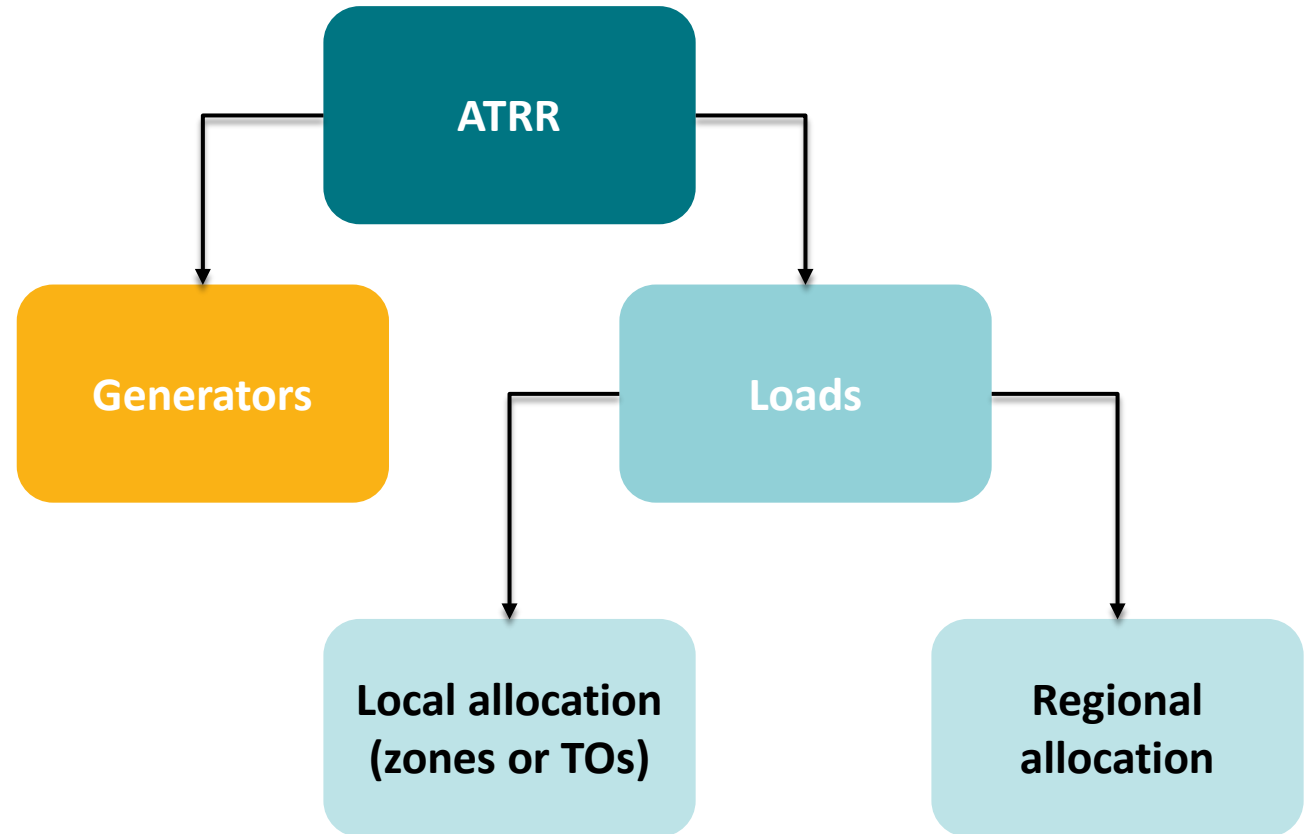 ATRR
Generators
Loads
Local allocation
(zones or TOs)
Regional
allocation